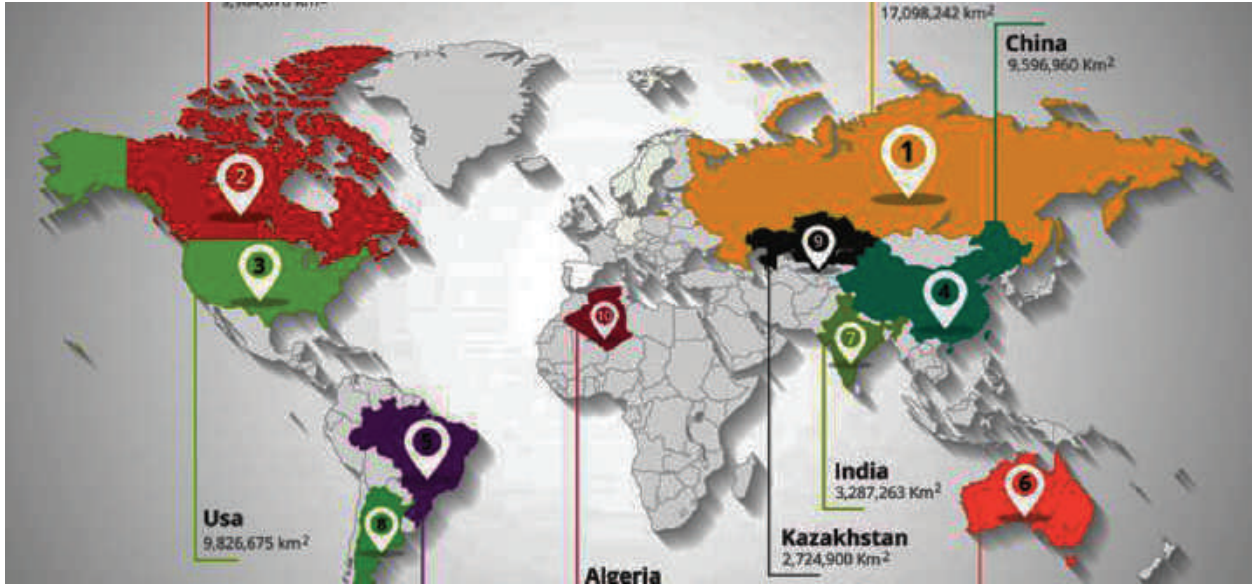 17,098,242 km²
China
9,596,960 Km²
1
2
9
3
4
10
7
5
India
3,287,263 Km²
6
Usa
9,826,675 km²
8
Kazakhstan
2,724,900 Km²
Algeria